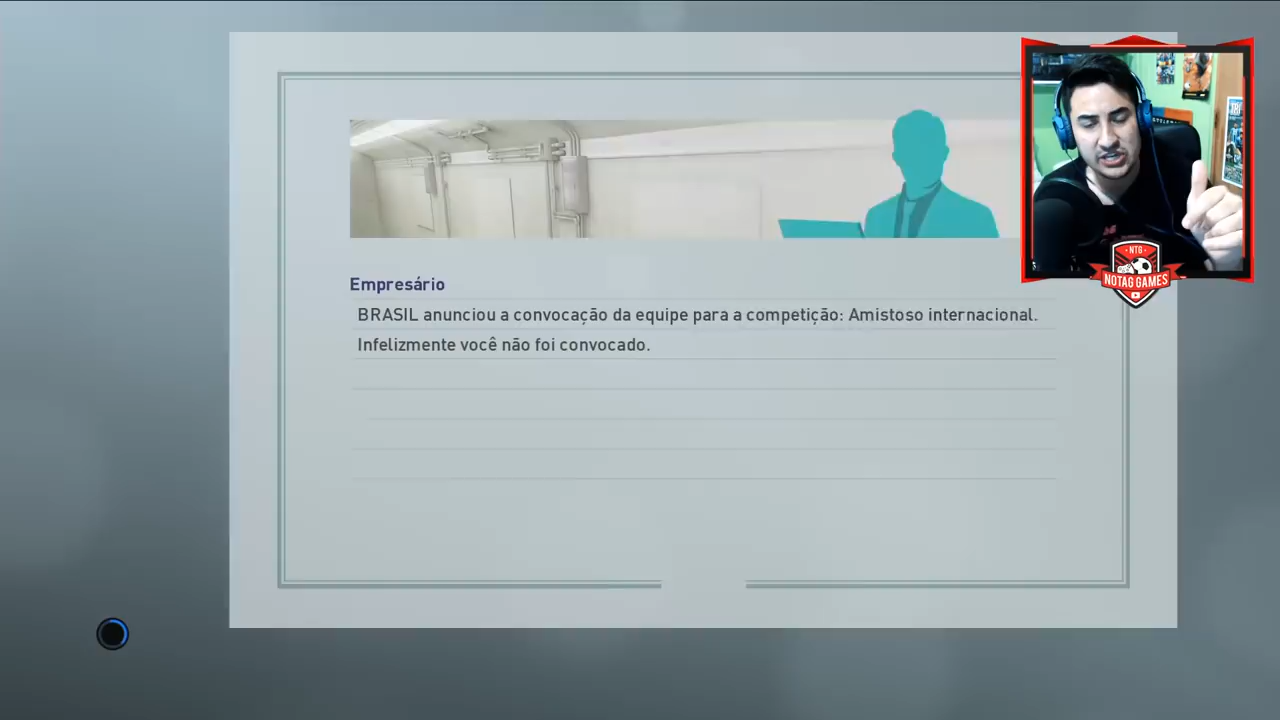 Empresário
BRASIL anunciou a convocação da equipe para a competição: Amistoso internacional.
Infelizmente você não foi convocado.
NTG
NOTAG GAMES